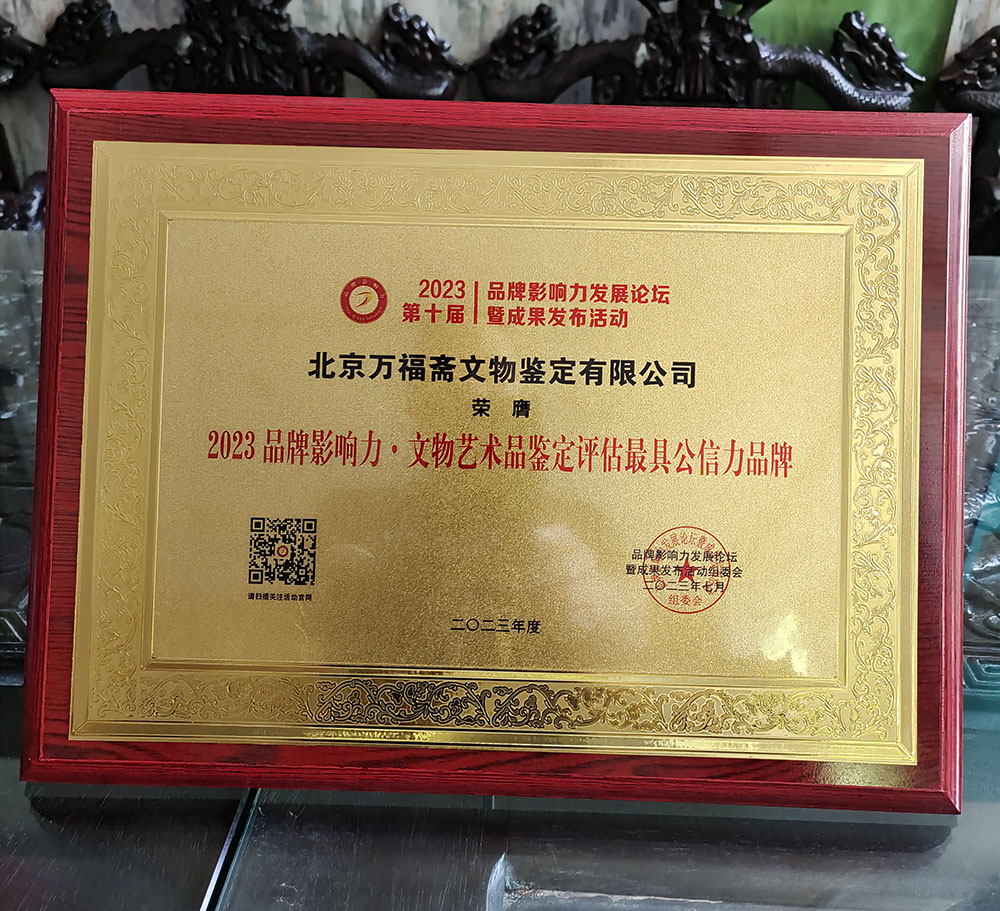 2023 品牌影响力发展论坛
第十届 暨成果发布活动
北京万福斋文物鉴定有限公司
荣膺
2023 品牌影响力·文物艺术品鉴定评估最具公信力品牌
请扫描关注活动官网
品牌影响力发展论坛
暨成果发布活动组委会
二〇二三年七月
组委会
二〇二三年度